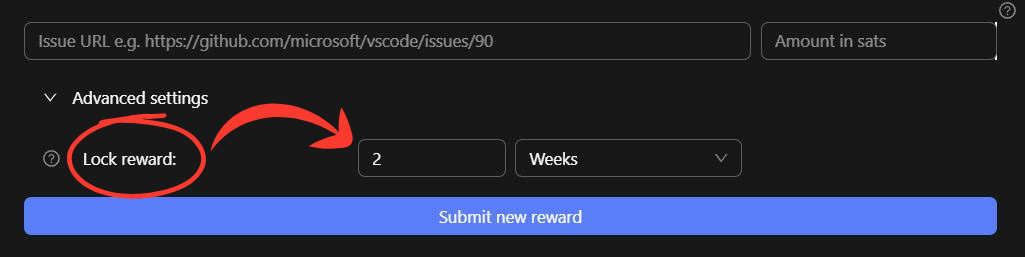 Issue URL e.g. https://github.com/microsoft/vscode/issues/90 Amount in sats
Advanced settings
Lock reward: 2 Weeks
Submit new reward